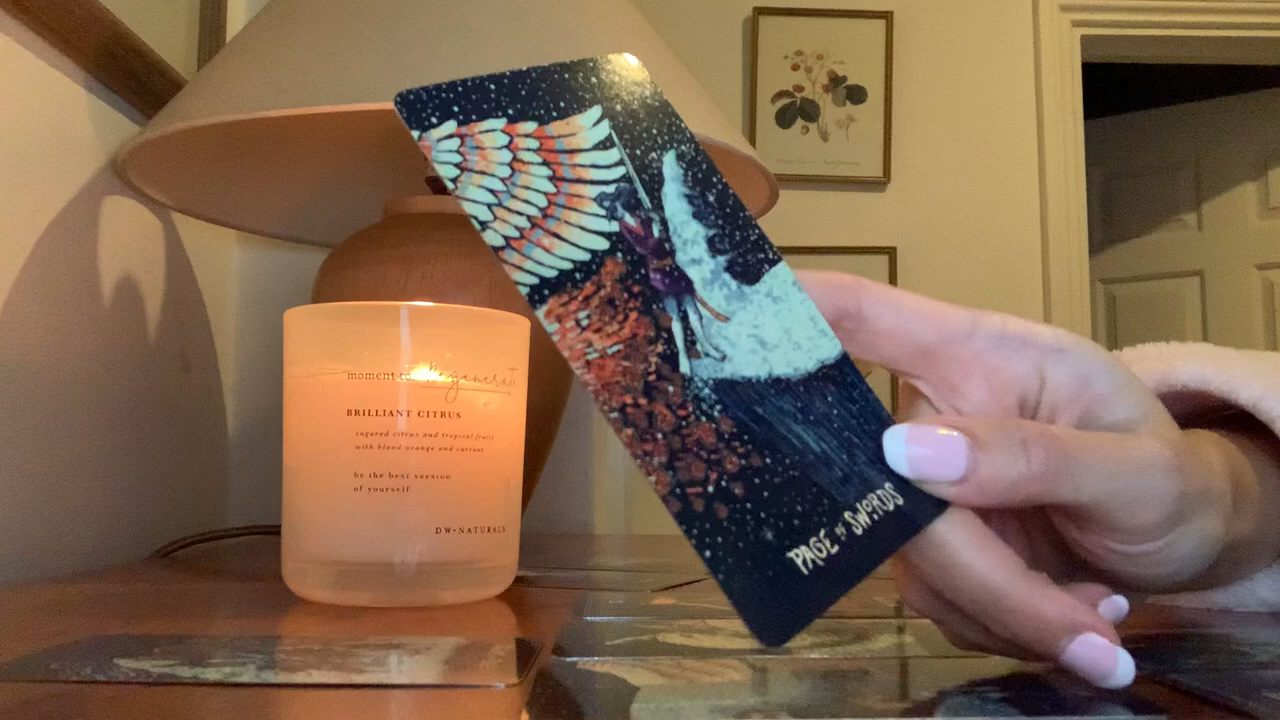 moment to: Regenerate
BRILLIANT CITRUS
sugared citrus and tropical fruit
with blood orange and currant
be the best version
of yourself.
DW•NATURALS
PAGE OF SWORDS